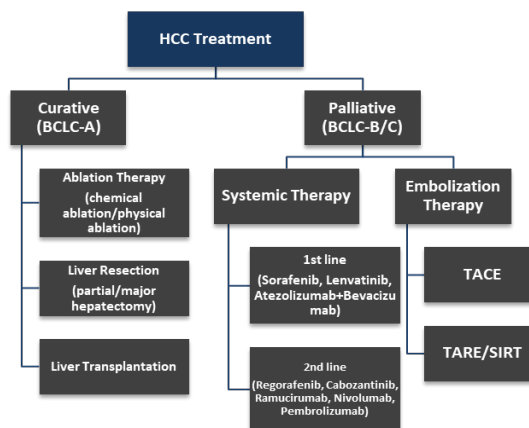 HCC Treatment
Curative
(BCLC-A)
Palliative
(BCLC-B/C)
Ablation Therapy
(chemical ablation/physical
ablation)
Liver Resection
(partial/major
hepatectomy)
Liver Transplantation
Systemic Therapy
1st line
(Sorafenib, Lenvatinib,
Atezolizumab+Bevacizu
mab)
2nd line
(Regorafenib, Cabozantinib,
Ramucirumab, Nivolumab,
Pembrolizumab)
Embolization
Therapy
TACE
TARE/SIRT